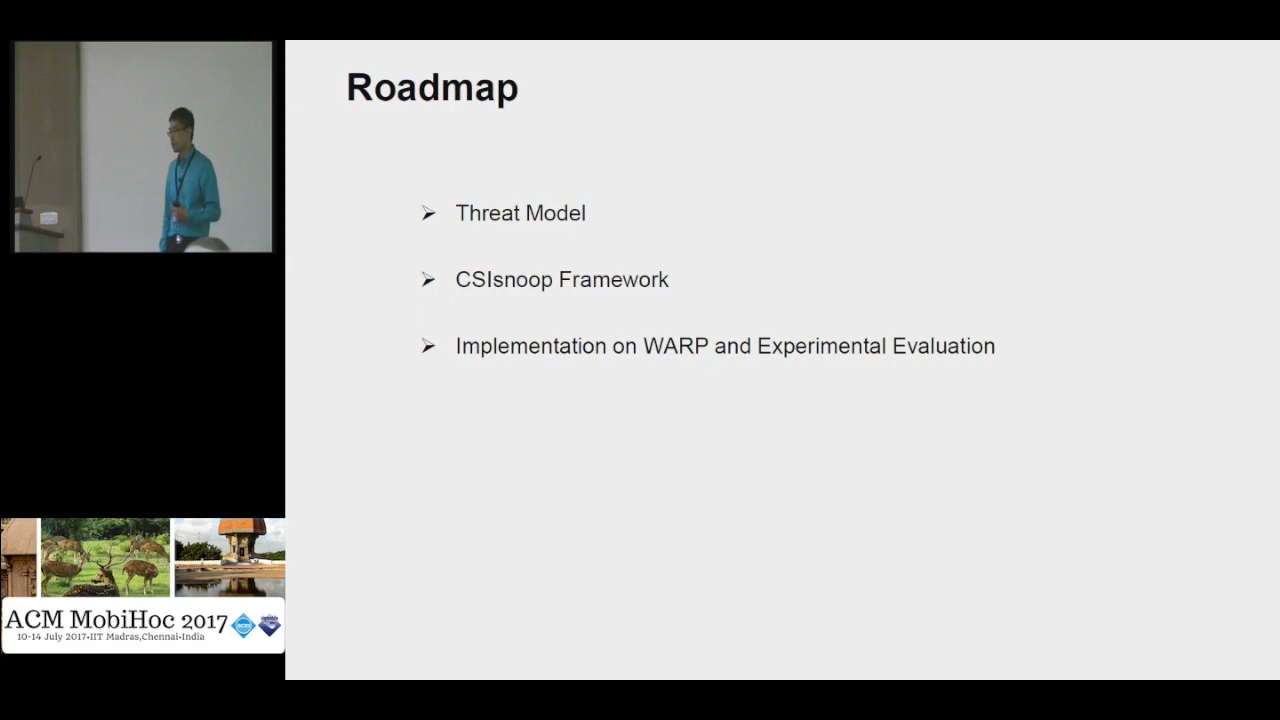 Roadmap
➢ Threat Model
➢ CSIsnoop Framework
➢ Implementation on WARP and Experimental Evaluation
ACM MobiHoc 2017
acm
10-14 July 2017•IIT Madras,Chennai•India